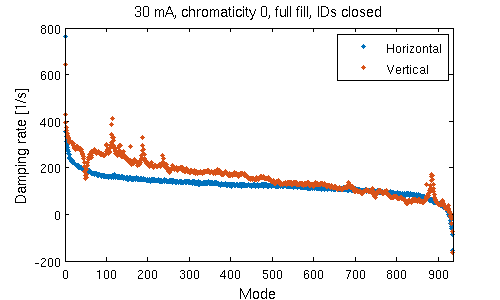 30 mA, chromaticity 0, full fill, IDs closed
800
600
400
200
0
-200
Damping rate [1/s]
Horizontal
Vertical
0 100 200 300 400 500 600 700 800 900
Mode